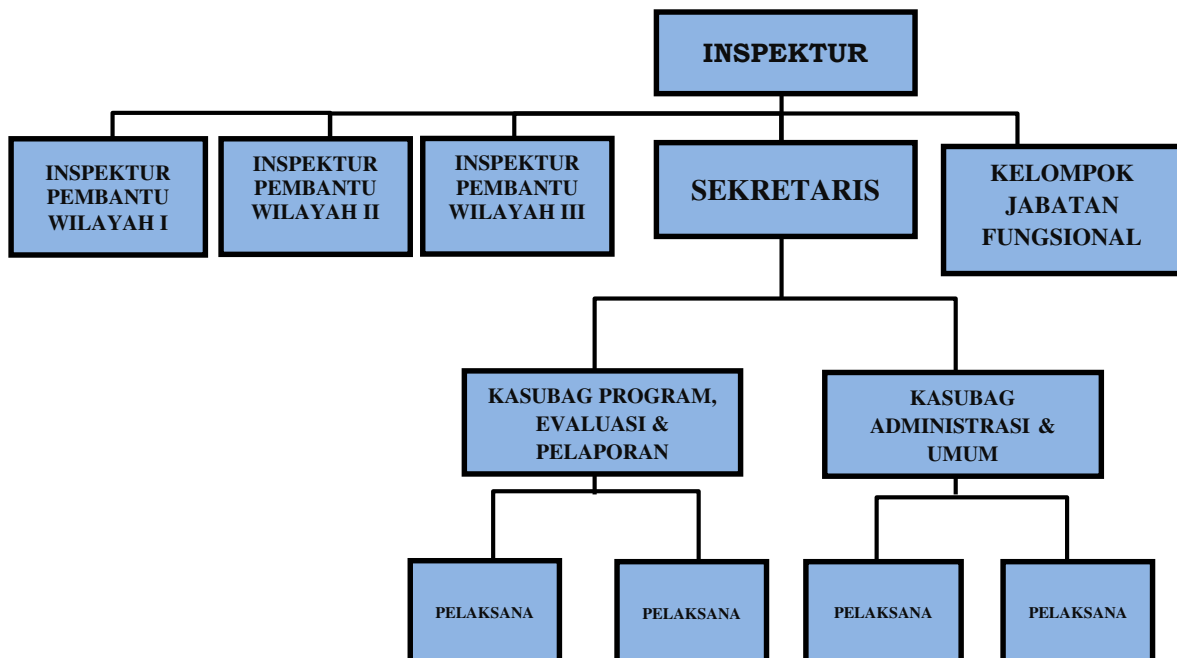 INSPEKTUR
INSPEKTUR
PEMBANTU
WILAYAH I
INSPEKTUR
PEMBANTU
WILAYAH II
INSPEKTUR
PEMBANTU
WILAYAH III
SEKRETARIS
KELOMPOK
JABATAN
FUNGSIONAL
KASUBAG PROGRAM,
EVALUASI &
PELAPORAN
KASUBAG
ADMINISTRASI &
UMUM
PELAKSANA
PELAKSANA
PELAKSANA
PELAKSANA